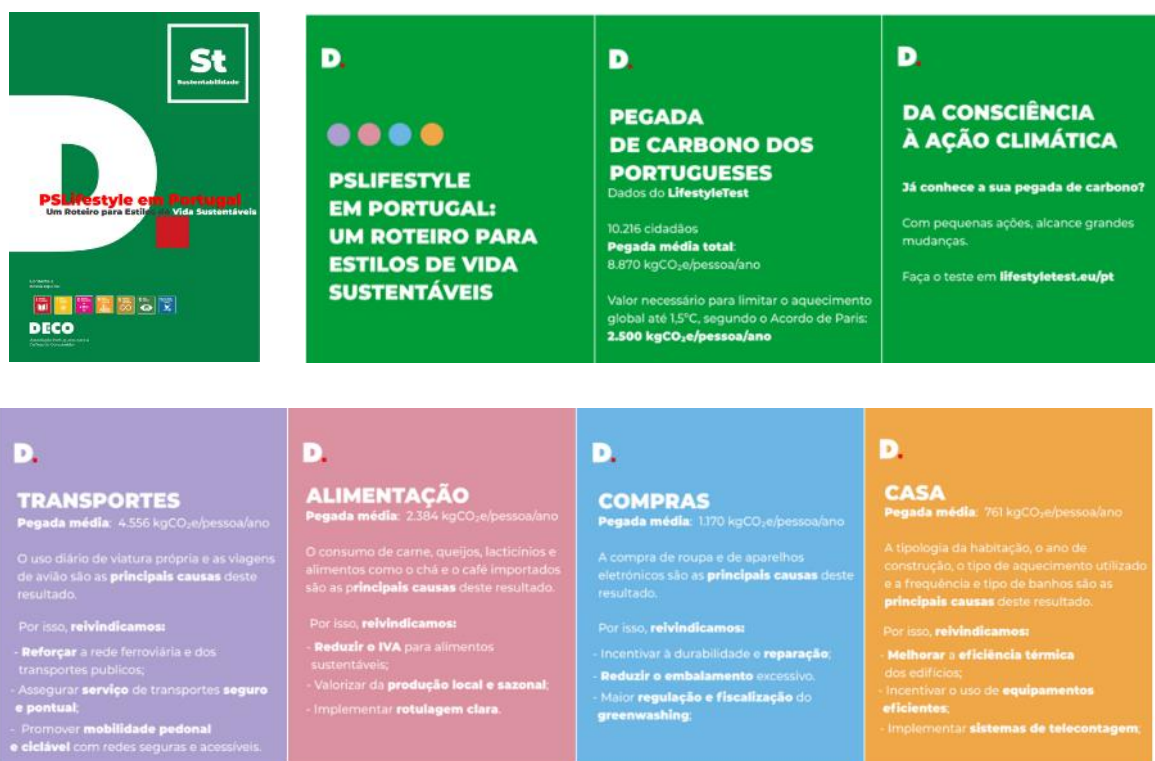 St
Sustentabilidade
PSLifestyle em Portugal
Um Roteiro para Estilos de Vida Sustentáveis
DECO
D.
PSLIFESTYLE
EM PORTUGAL:
UM ROTEIRO PARA
ESTILOS DE VIDA
SUSTENTÁVEIS
D.
PEGADA
DE CARBONO DOS
PORTUGUESES
Dados do LifestyleTest
10.216 cidadãos
Pegada média total:
8.870 kgCO₂e/pessoa/ano
Valor necessário para limitar o aquecimento
global até 1,5ºC, segundo o Acordo de Paris:
2.500 kgCO₂e/pessoa/ano
D.
DA CONSCIÊNCIA
À AÇÃO CLIMÁTICA
Já conhece a sua pegada de carbono?
Com pequenas ações, alcance grandes
mudanças.
Faça o teste em lifestyletest.eu/pt
D.
TRANSPORTES
Pegada média: 4.556 kgCO₂e/pessoa/ano
O uso diário de viatura própria e as viagens
de avião são as principais causas deste
resultado.
Por isso, reivindicamos:
- Reforçar a rede ferroviária e dos
transportes publicos;
- Assegurar serviço de transportes seguro
e pontual;
- Promover mobilidade pedonal
e ciclável com redes seguras e acessíveis.
D.
ALIMENTAÇÃO
Pegada média: 2.384 kgCO₂e/pessoa/ano
O consumo de carne, queijos, lacticínios e
alimentos como o chá e o café importados
são as principais causas deste resultado.
Por isso, reivindicamos:
- Reduzir o IVA para alimentos
sustentáveis;
- Valorizar da produção local e sazonal;
- Implementar rotulagem clara.
D.
COMPRAS
Pegada média: 1.170 kgCO₂e/pessoa/ano
A compra de roupa e de aparelhos
eletrónicos são as principais causas deste
resultado.
Por isso, reivindicamos:
- Incentivar à durabilidade e reparação;
- Reduzir o embalamento excessivo.
- Maior regulação e fiscalização do
greenwashing;
D.
CASA
Pegada média: 761 kgCO₂e/pessoa/ano
A tipologia da habitação, o ano de
construção, o tipo de aquecimento utilizado
e a frequência e tipo de banhos são as
principais causas deste resultado.
Por isso, reivindicamos:
- Melhorar a eficiência térmica
dos edifícios;
- Incentivar o uso de equipamentos
eficientes;
- Implementar sistemas de telecontagem;